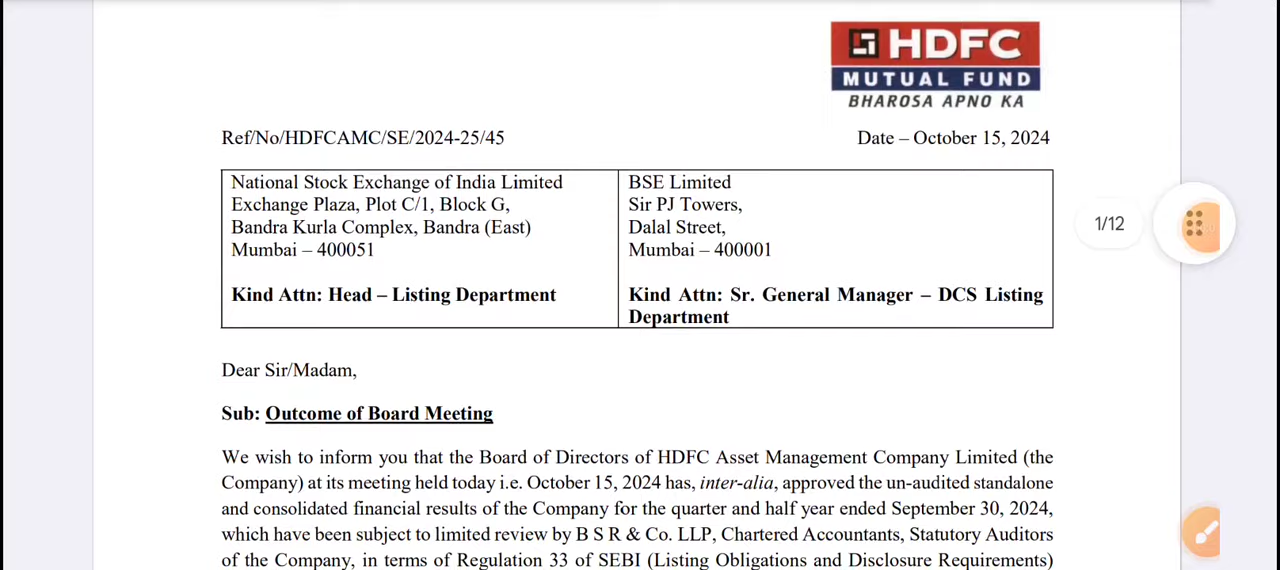 HDFC
MUTUAL FUND
BHAROSA APNO KA
Ref/No/HDFCAMC/SE/2024-25/45
Date – October 15, 2024
National Stock Exchange of India Limited
Exchange Plaza, Plot C/1, Block G,
Bandra Kurla Complex, Bandra (East)
Mumbai – 400051
Kind Attn: Head – Listing Department
BSE Limited
Sir PJ Towers,
Dalal Street,
Mumbai – 400001
Kind Attn: Sr. General Manager – DCS Listing
Department
1/12
Dear Sir/Madam,
Sub: Outcome of Board Meeting
We wish to inform you that the Board of Directors of HDFC Asset Management Company Limited (the
Company) at its meeting held today i.e. October 15, 2024 has, inter-alia, approved the un-audited standalone
and consolidated financial results of the Company for the quarter and half year ended September 30, 2024,
which have been subject to limited review by B S R & Co. LLP, Chartered Accountants, Statutory Auditors
of the Company, in terms of Regulation 33 of SEBI (Listing Obligations and Disclosure Requirements)